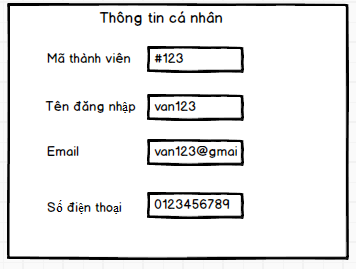 Thông tin cá nhân
Mã thành viên #123
Tên đăng nhập van123
Email van123@gmai
Số điện thoại 0123456789